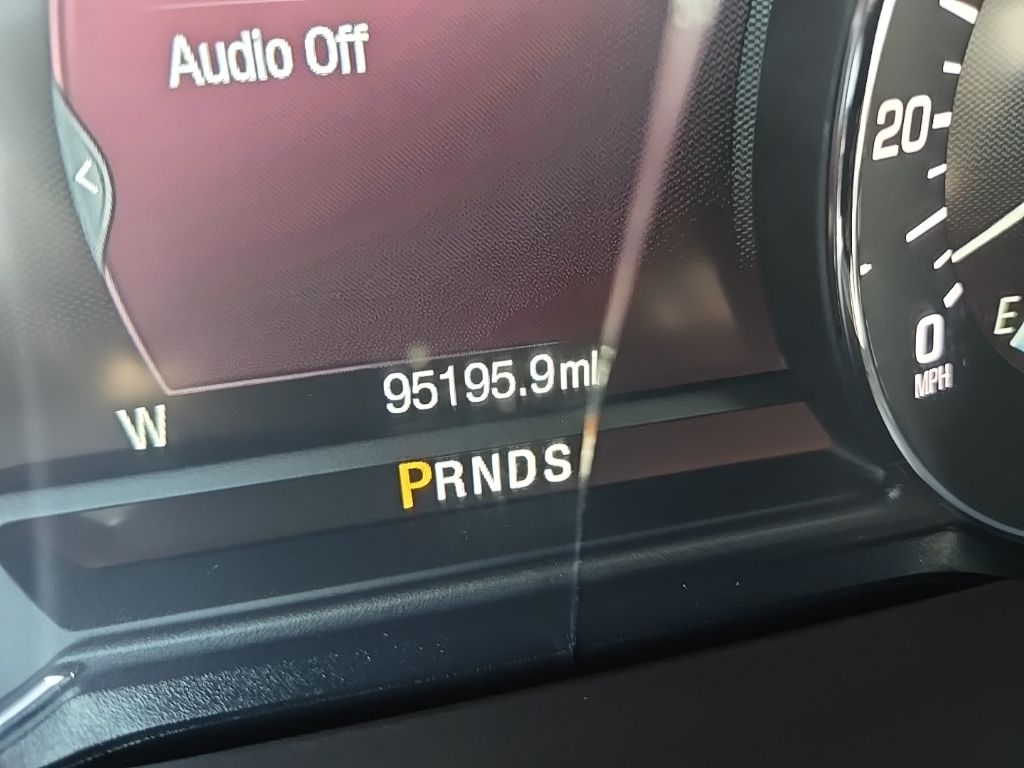 Audio Off
20
0
MPH
E
95195.9mi
W
PRNDS